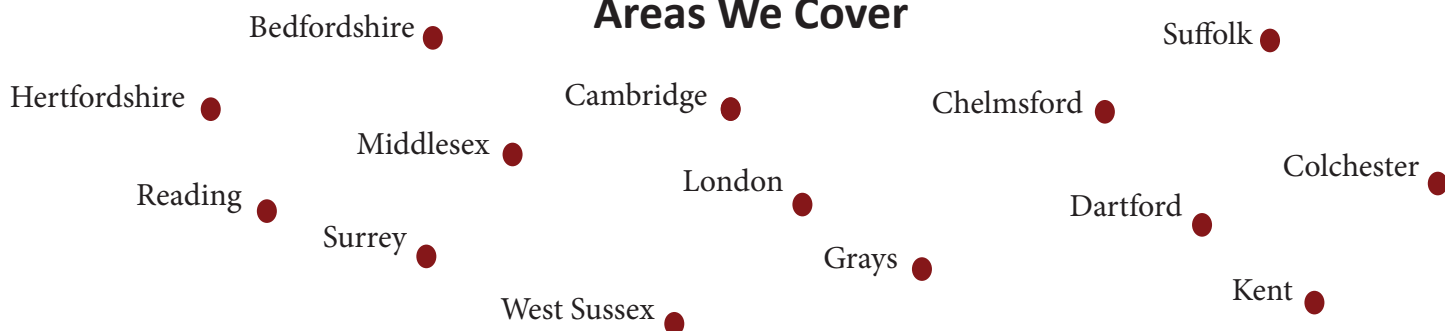 Areas We Cover
Bedfordshire
Suffolk
Hertfordshire
Cambridge
Chelmsford
Middlesex
Colchester
London
Reading
Dartford
Surrey
Grays
Kent
West Sussex